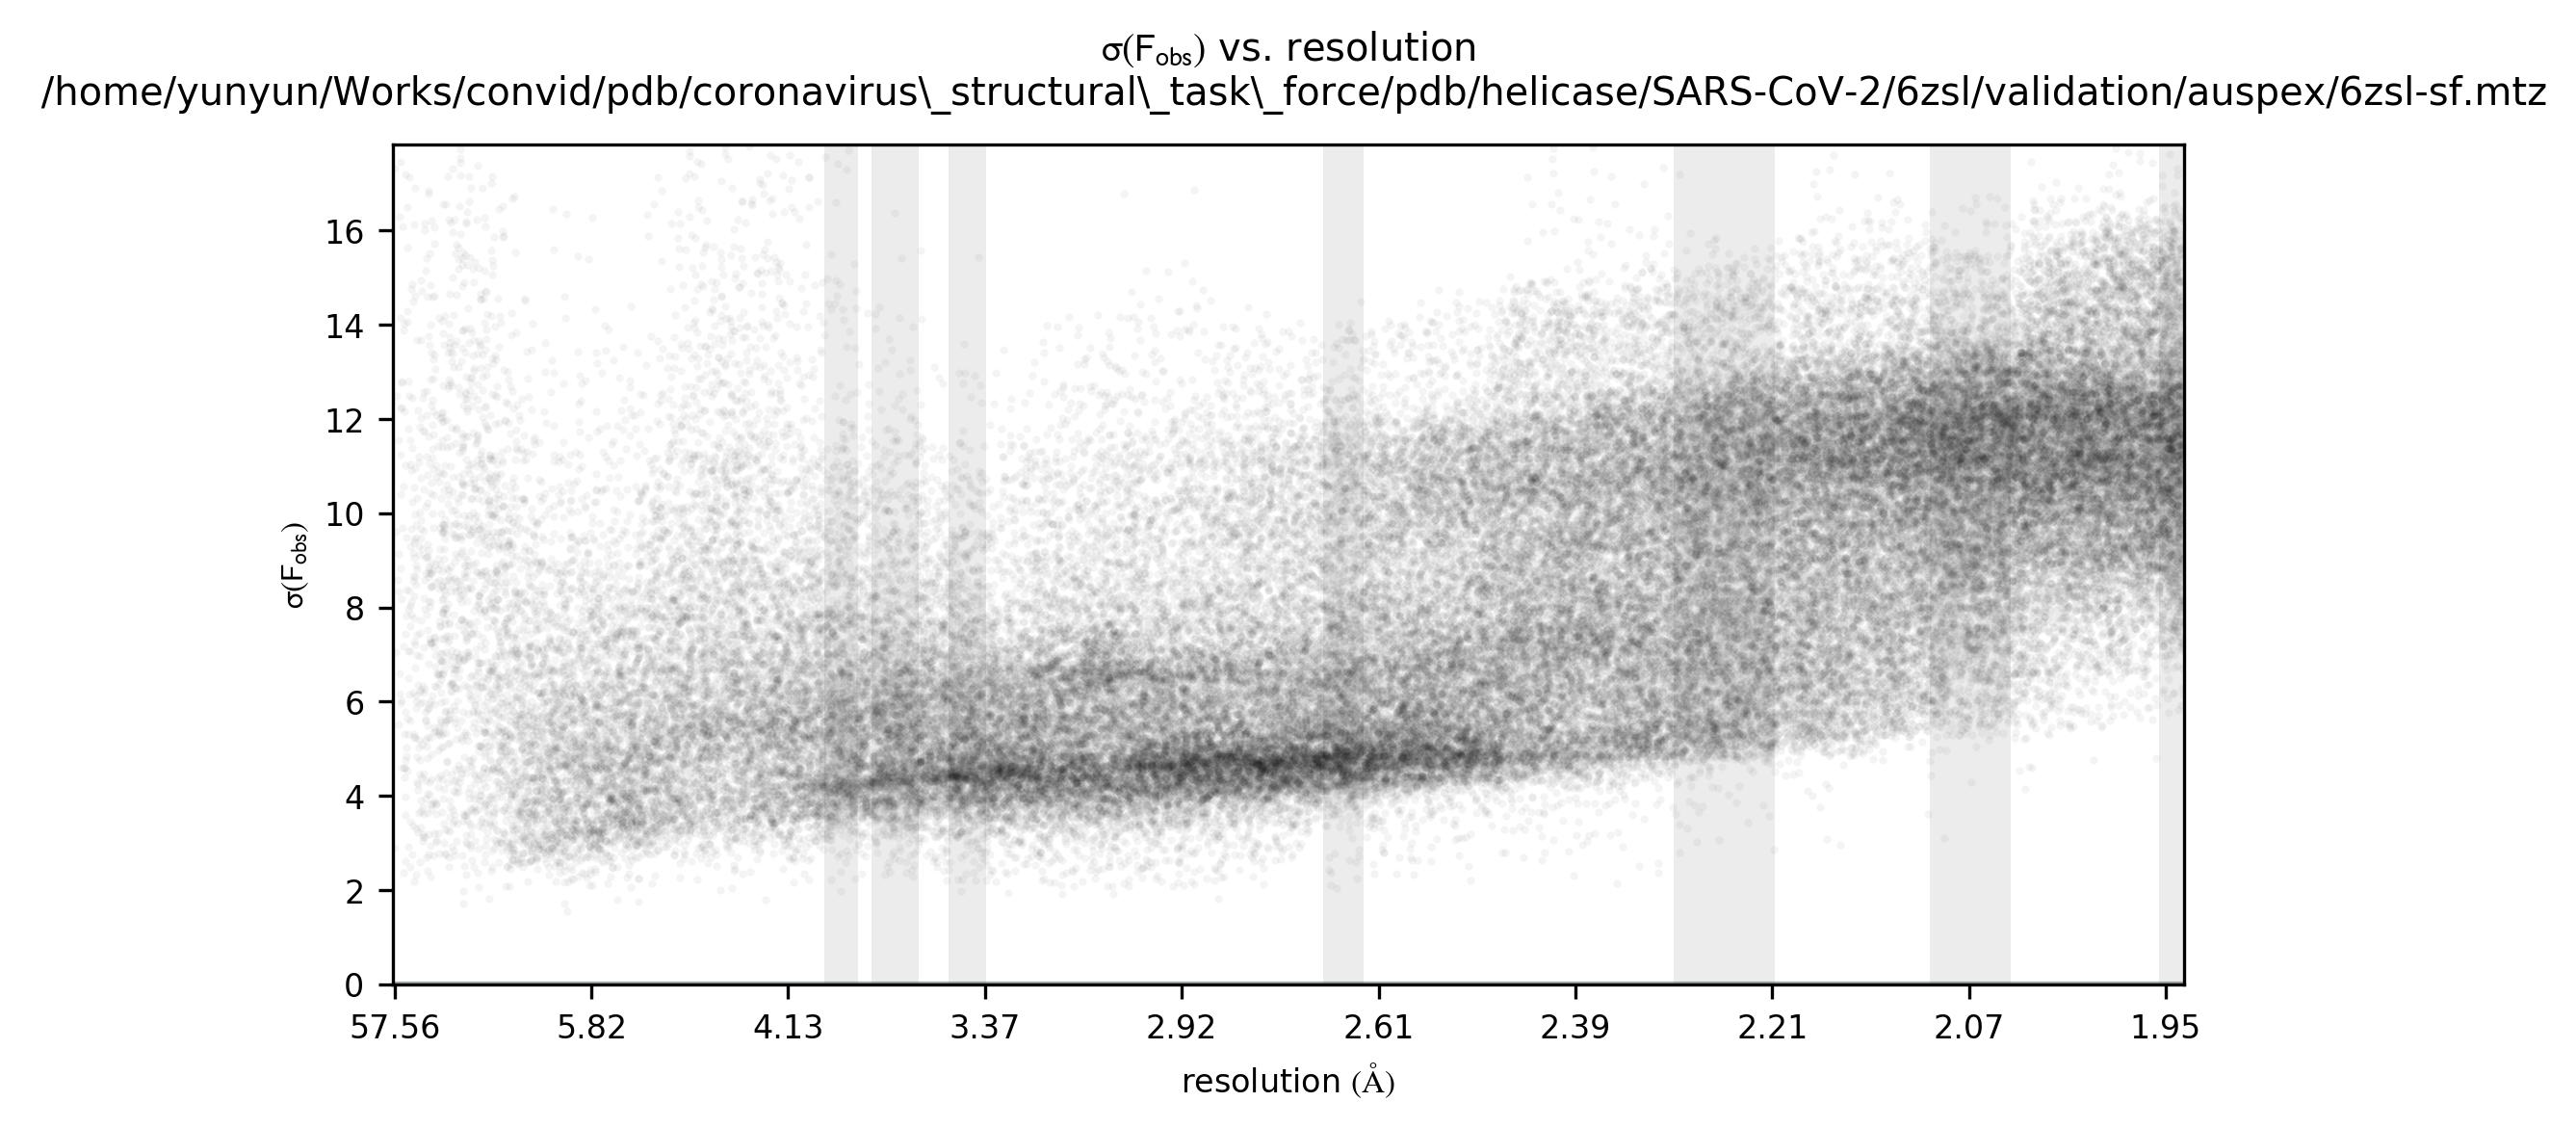 σ(Fobs) vs. resolution
/home/yunyun/Works/convid/pdb/coronavirus\_structural\_task\_force/pdb/helicase/SARS-CoV-2/6zsl/validation/auspex/6zsl-sf.mtz
σ(Fobs)
16
14
12
10
8
6
4
2
0
57.56 5.82 4.13 3.37 2.92 2.61 2.39 2.21 2.07 1.95
resolution (Å)